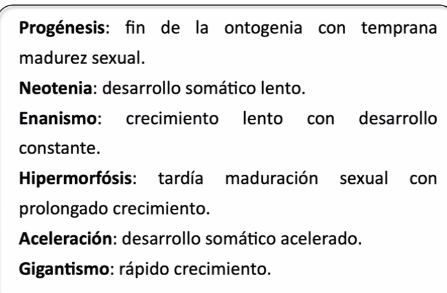 Progénesis: fin de la ontogenia con temprana
madurez sexual.
Neotenia: desarrollo somático lento.
Enanismo: crecimiento lento con desarrollo
constante.
Hipermorfósis: tardía maduración sexual con
prolongado crecimiento.
Aceleración: desarrollo somático acelerado.
Gigantismo: rápido crecimiento.